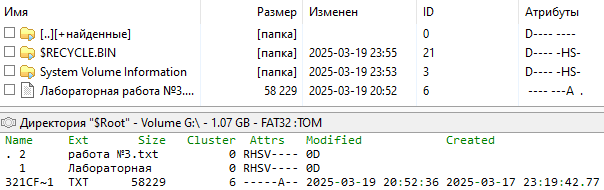 Имя Размер Изменен ID Атрибуты
[..][+найденные] [папка] 0 D---- ----
$RECYCLE.BIN [папка] 2025-03-19 23:55 21 D---- -HS-
System Volume Information [папка] 2025-03-19 23:53 3 D---- -HS-
Лабораторная работа №3.... 58 229 2025-03-19 20:52 6 ---- ---A .
Директория "$Root" - Volume G:\ - 1.07 GB - FAT32 :TOM
Name Ext Size Cluster Attrs Modified Created
. 2 работа №3.txt 0 RHSV---- 0D
1 Лабораторная 0 RHSV---- 0D
321CF~1 TXT 58229 6 -----A-- 2025-03-19 20:52:36 2025-03-17 23:19:42.77